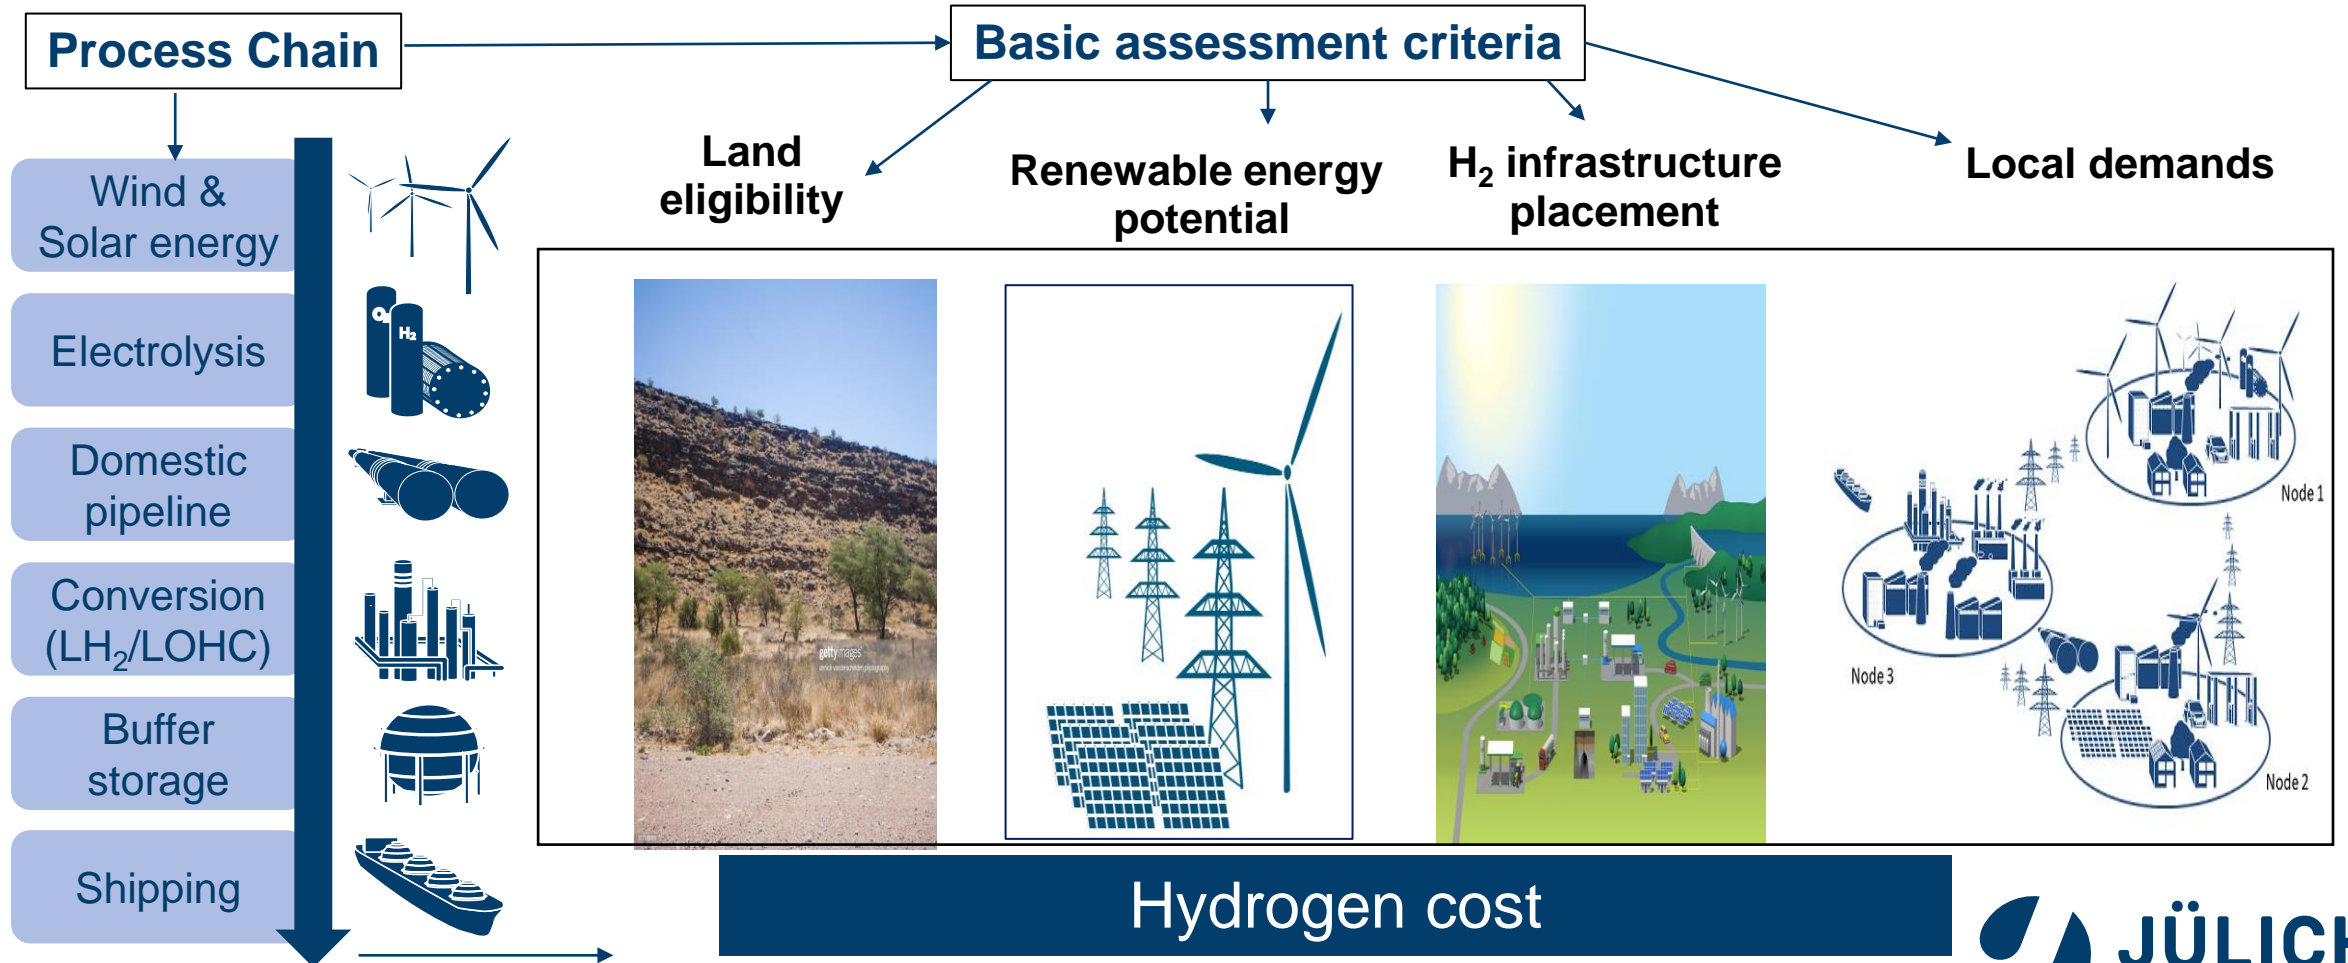 Process Chain
Basic assessment criteria
Wind &
Solar energy
Electrolysis
Domestic
pipeline
Conversion
(LH₂/LOHC)
Buffer
storage
Shipping
O₂
H₂
Land
eligibility
Renewable energy
potential
H₂ infrastructure
placement
Local demands
gettyimages
Node 1
Node 3
Node 2
Hydrogen cost
JÜLICH